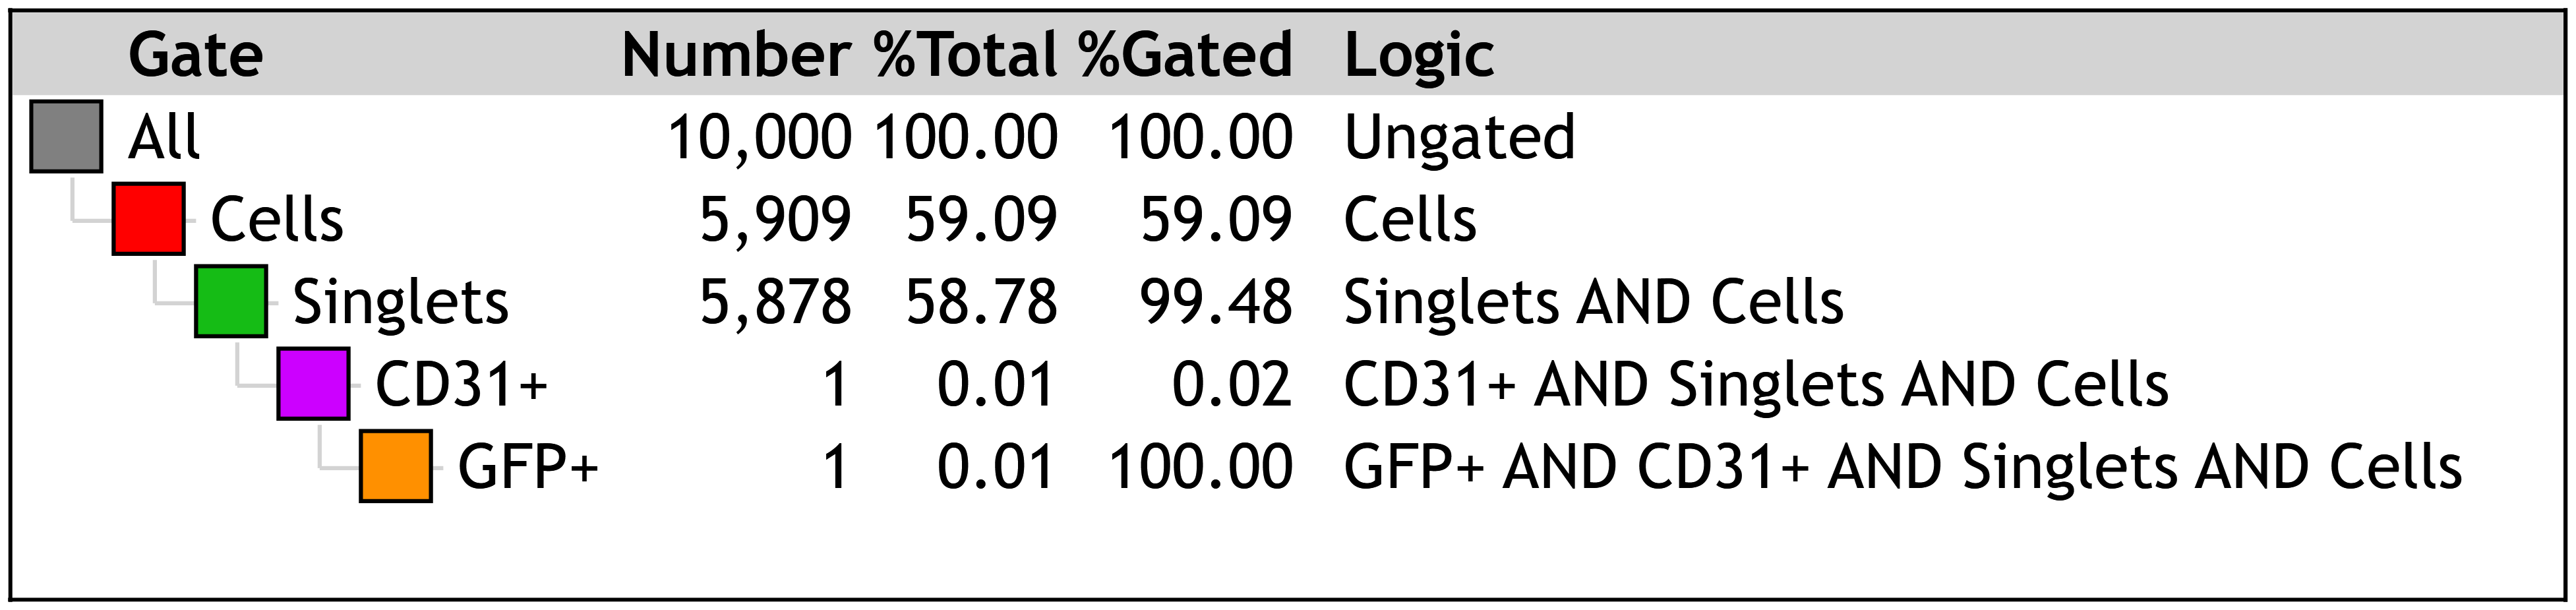 Gate Number %Total %Gated Logic
All 10,000 100.00 100.00 Ungated
Cells 5,909 59.09 59.09 Cells
Singlets 5,878 58.78 99.48 Singlets AND Cells
CD31+ 1 0.01 0.02 CD31+ AND Singlets AND Cells
GFP+ 1 0.01 100.00 GFP+ AND CD31+ AND Singlets AND Cells